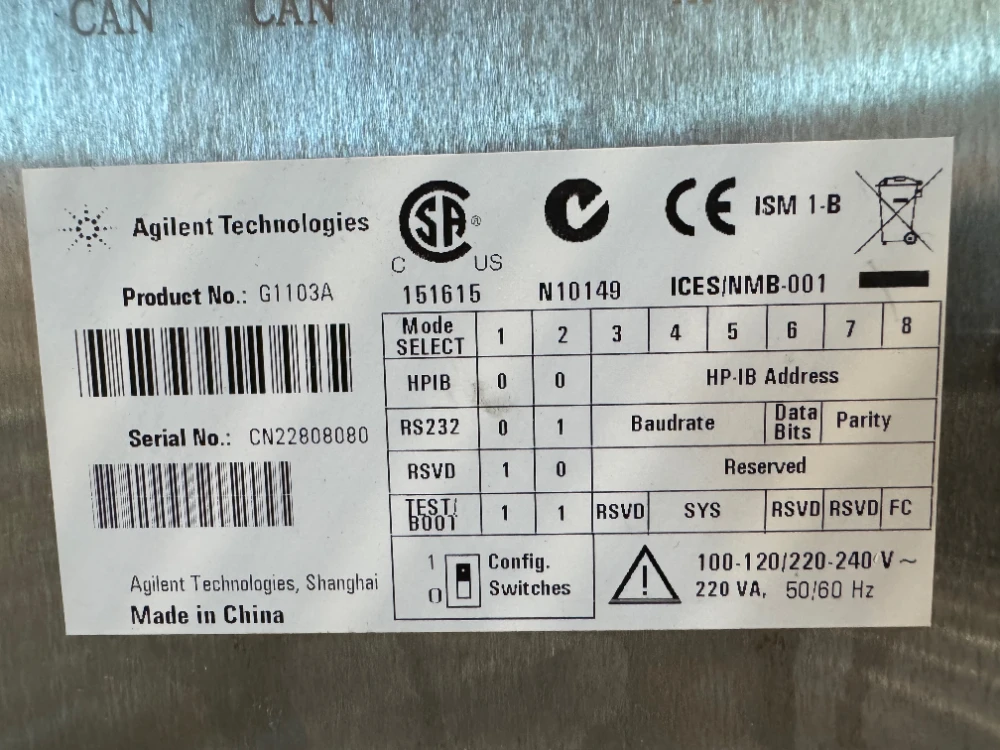 CAN CAN
Agilent Technologies
Product No.: G1103A
Serial No.: CN22808080
Agilent Technologies, Shanghai
Made in China
SA ®
C US
151615
N10149
CE ISM 1-B
ICES/NMB-001
Mode SELECT 1 2 3 4 5 6 7 8
HPIB 0 0 HP-IB Address
RS232 0 1 Baudrate Data Bits Parity
RSVD 1 0 Reserved
TEST/ BOOT 1 1 RSVD SYS RSVD RSVD FC
1 Config.
0 Switches
100-120/220-240 V ~
220 VA, 50/60 Hz